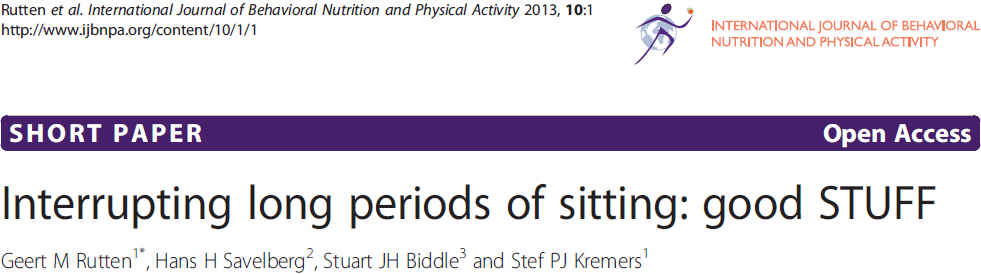 Rutten et al. International Journal of Behavioral Nutrition and Physical Activity 2013, 10:1
http://www.ijbnpa.org/content/10/1/1
INTERNATIONAL JOURNAL OF BEHAVIORAL
NUTRITION AND PHYSICAL ACTIVITY
SHORT PAPER Open Access
Interrupting long periods of sitting: good STUFF
Geert M Rutten1*, Hans H Savelberg2, Stuart JH Biddle3 and Stef PJ Kremers1